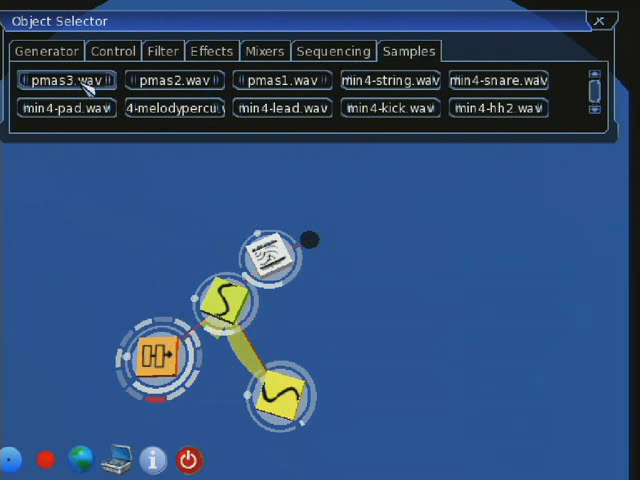 Object Selector
Generator Control Filter Effects Mixers Sequencing Samples
pmas3.wav pmas2.wav pmas1.wav min4-string.wav min4-snare.wav
min4-pad.wav 4-melodypercu min4-lead.wav min4-kick.wav min4-hh2.wav